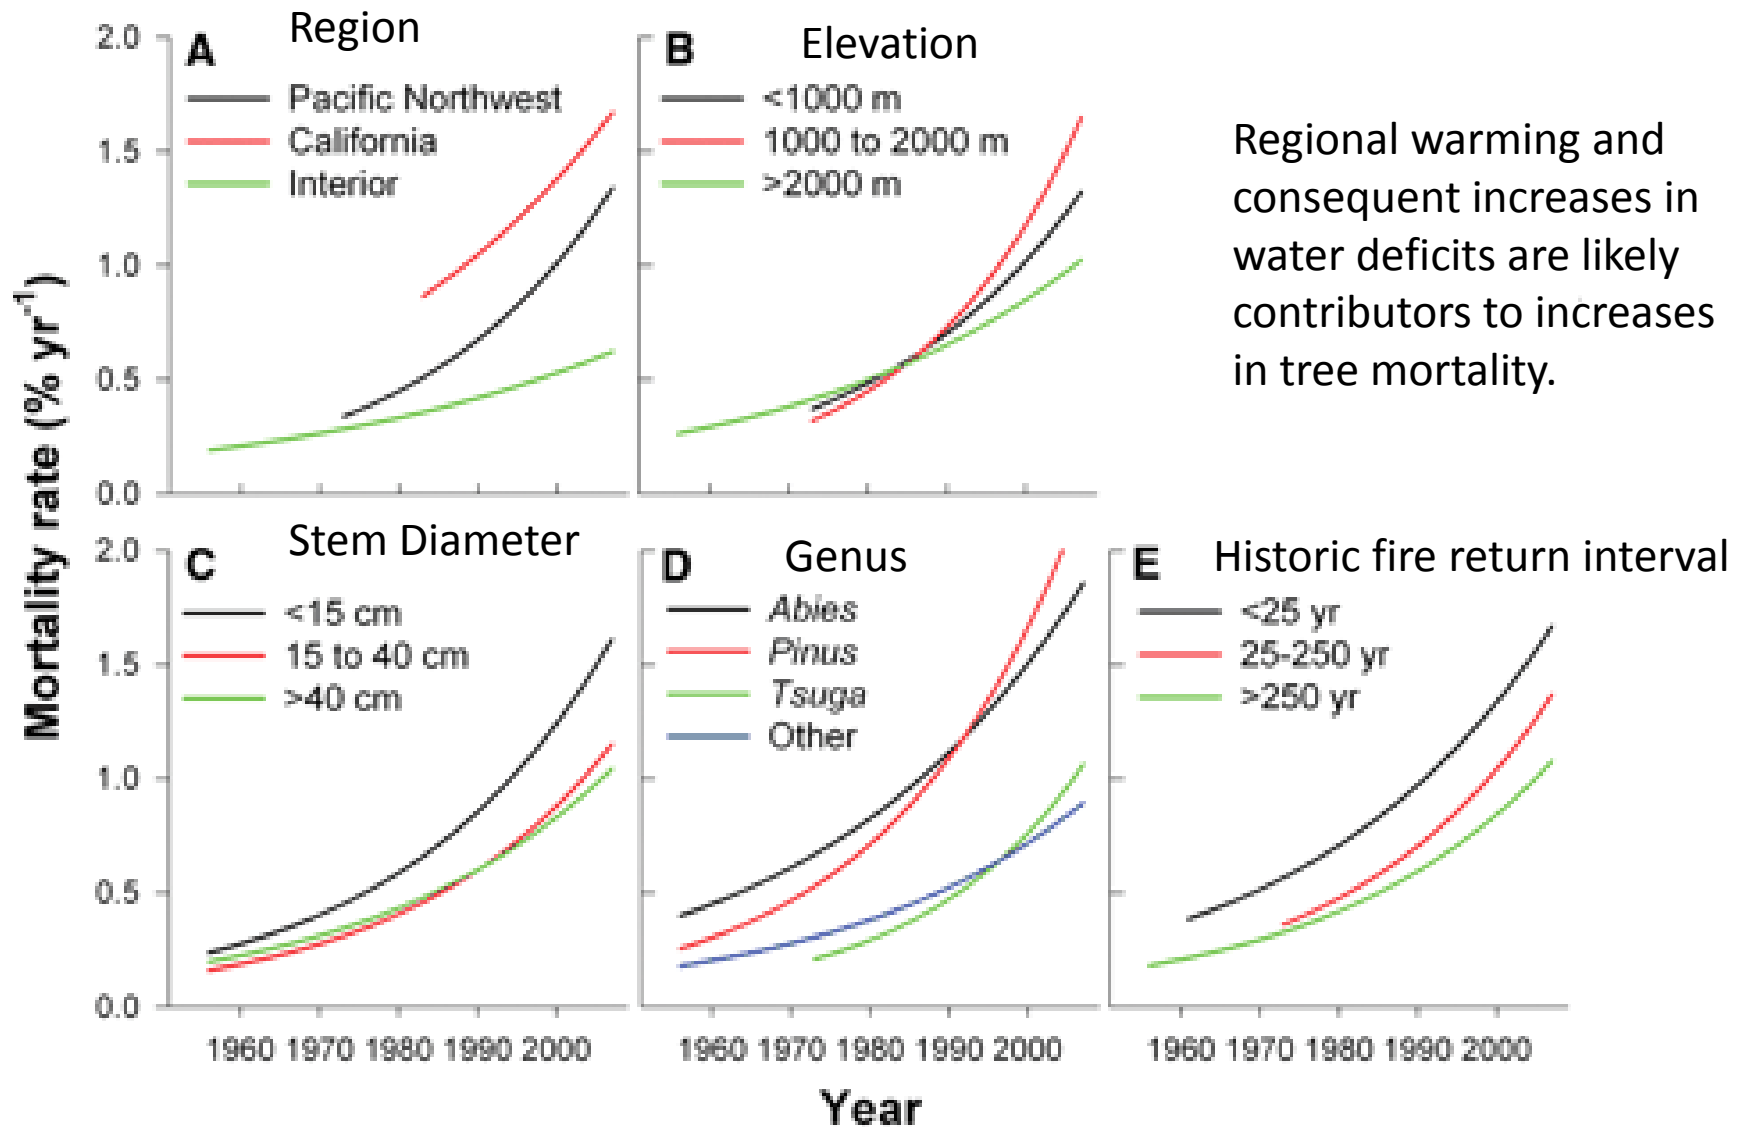 A Region
Pacific Northwest
California
Interior
B Elevation
<1000 m
1000 to 2000 m
>2000 m
Regional warming and
consequent increases in
water deficits are likely
contributors to increases
in tree mortality.
2.0
1.5
1.0
0.5
0.0
Mortality rate (% yr⁻¹)
C Stem Diameter
<15 cm
15 to 40 cm
>40 cm
D Genus
Abies
Pinus
Tsuga
Other
E Historic fire return interval
<25 yr
25-250 yr
>250 yr
2.0
1.5
1.0
0.5
0.0
1960 1970 1980 1990 2000
1960 1970 1980 1990 2000
1960 1970 1980 1990 2000
Year